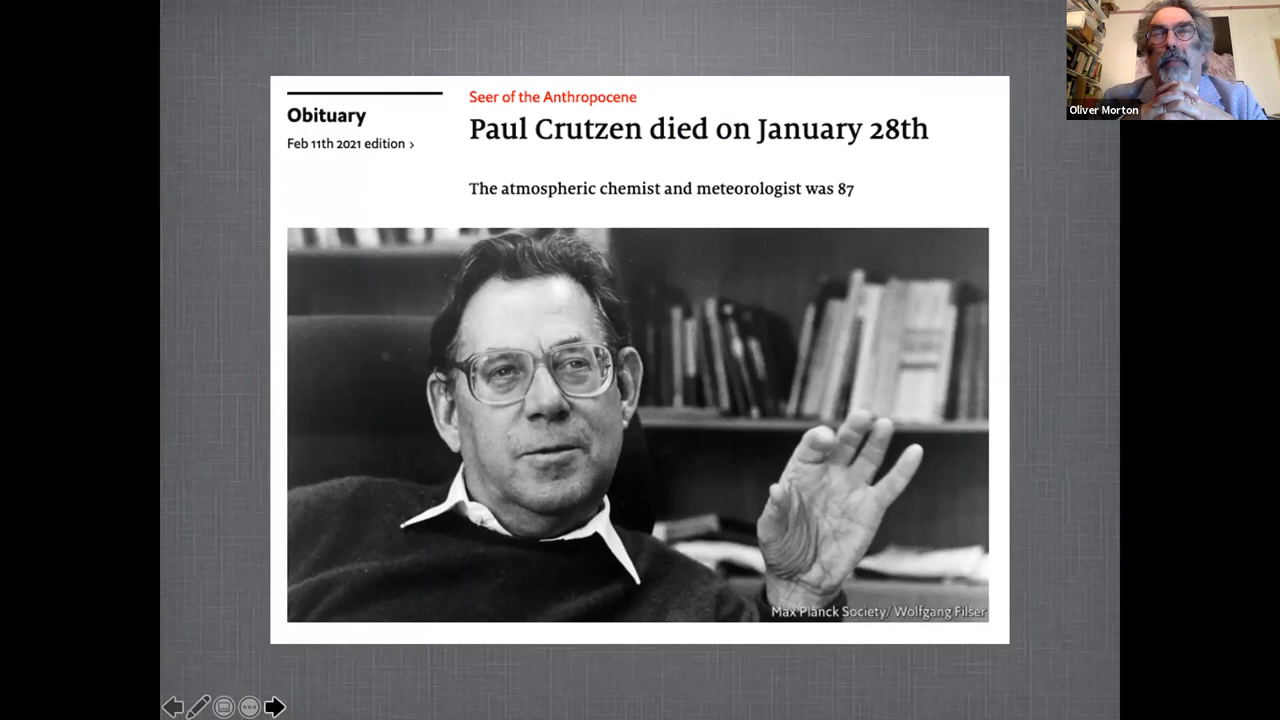 Obituary
Feb 11th 2021 edition ›
Seer of the Anthropocene
Paul Crutzen died on January 28th
The atmospheric chemist and meteorologist was 87
Max Planck Society/ Wolfgang Filser
Oliver Morton